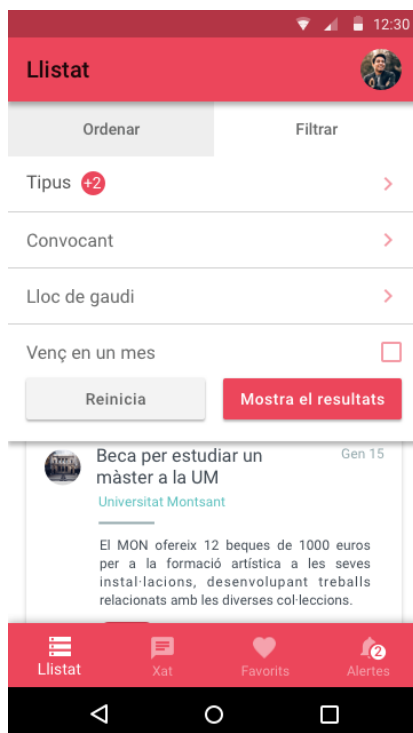 12:30
Llistat
Ordenar Filtrar
Tipus +2
Convocant
Lloc de gaudi
Venç en un mes
Reinicia Mostra el resultats
Beca per estudiar un Gen 15
màster a la UM
Universitat Montsant
El MON ofereix 12 beques de 1000 euros
per a la formació artística a les seves
instal·lacions, desenvolupant treballs
relacionats amb les diverses col·leccions.
2
Llistat Xat Favorits Alertes